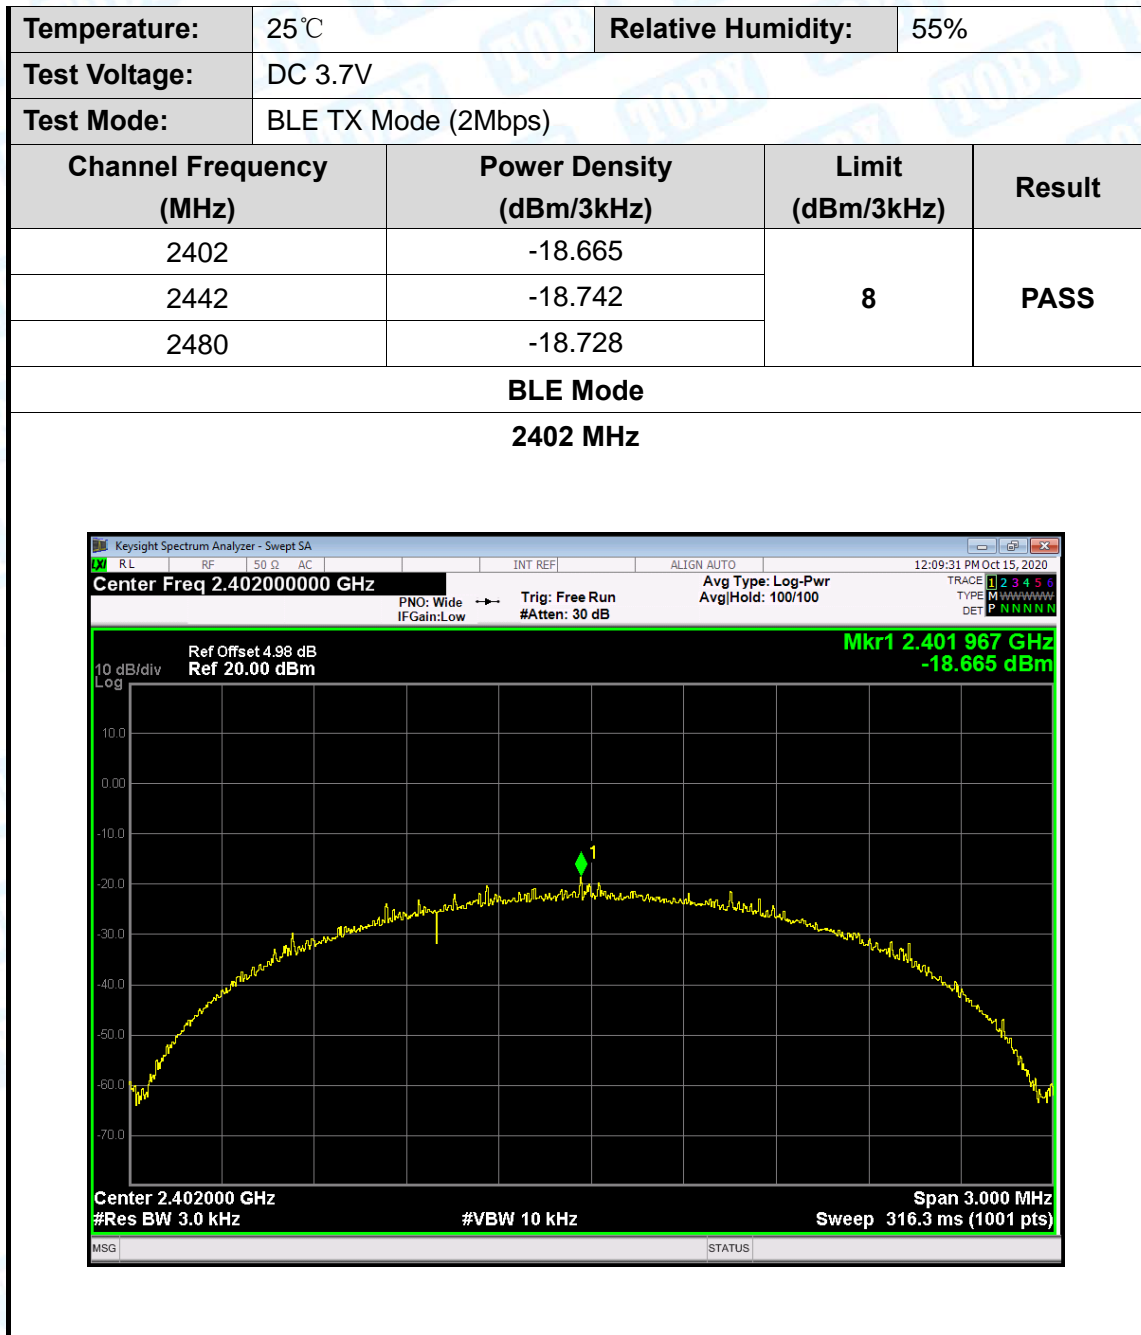 Temperature: 25℃ Relative Humidity: 55%
Test Voltage: DC 3.7V
Test Mode: BLE TX Mode (2Mbps)
Channel Frequency (MHz) Power Density (dBm/3kHz) Limit (dBm/3kHz) Result
2402 -18.665
2442 -18.742 8 PASS
2480 -18.728
BLE Mode
2402 MHz
Keysight Spectrum Analyzer - Swept SA
LXI RL RF 50 Ω AC INT REF ALIGN AUTO 12:09:31 PM Oct 15, 2020
Center Freq 2.402000000 GHz Avg Type: Log-Pwr TRACE 1 2 3 4 5 6
PNO: Wide Trig: Free Run Avg|Hold: 100/100 TYPE M WWWWW
IFGain:Low #Atten: 30 dB DET P N N N N N
Mkr1 2.401 967 GHz
Ref Offset 4.98 dB
10 dB/div Ref 20.00 dBm -18.665 dBm
Log
10.0
0.00
-10.0
1
-20.0
-30.0
-40.0
-50.0
-60.0
-70.0
Center 2.402000 GHz Span 3.000 MHz
#Res BW 3.0 kHz #VBW 10 kHz Sweep 316.3 ms (1001 pts)
MSG STATUS
TOBY